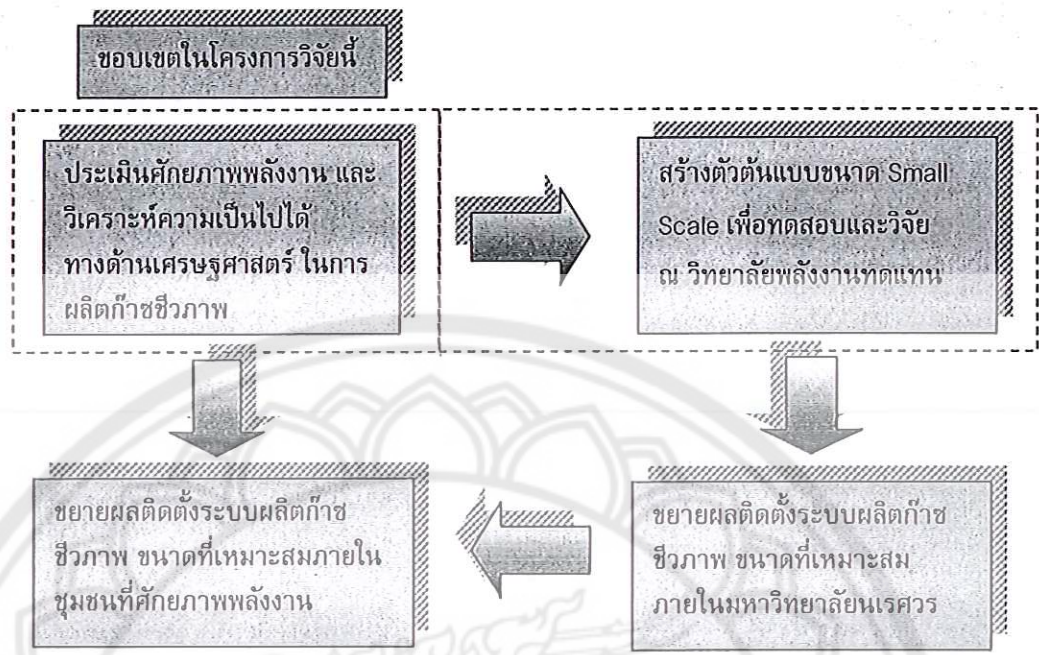 ขอบเขตในโครงการวิจัยนี้
ประเมินศักยภาพพลังงาน และ
วิเคราะห์ความเป็นไปได้
ทางด้านเศรษฐศาสตร์ ในการ
ผลิตก๊าซชีวภาพ
สร้างตัวต้นแบบขนาด Small
Scale เพื่อทดสอบและวิจัย
ณ วิทยาลัยพลังงานทดแทน
ขยายผลติดตั้งระบบผลิตก๊าซ
ชีวภาพ ขนาดที่เหมาะสมภายใน
ชุมชนที่ศักยภาพพลังงาน
ขยายผลติดตั้งระบบผลิตก๊าซ
ชีวภาพ ขนาดที่เหมาะสม
ภายในมหาวิทยาลัยนเรศวร